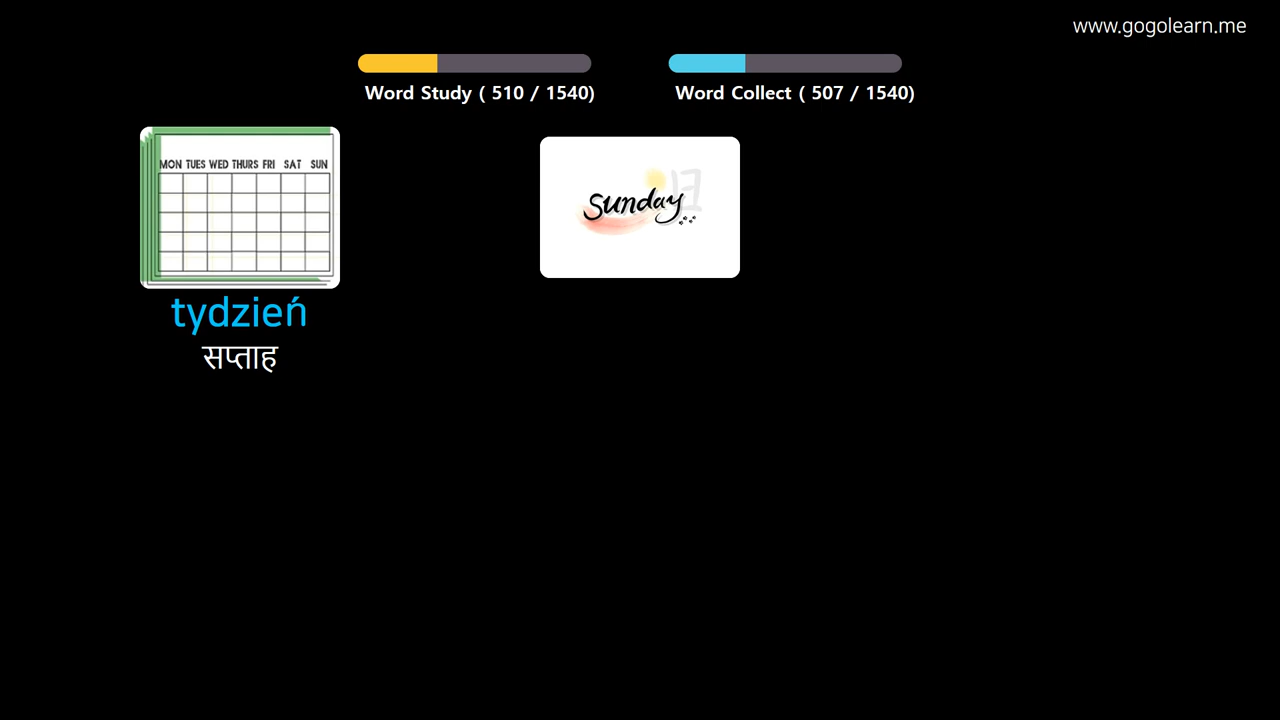 www.gogolearn.me
Word Study ( 510 / 1540)
Word Collect ( 507 / 1540)
MON TUES WED THURS FRI SAT SUN
Sunday
tydzień
सप्ताह